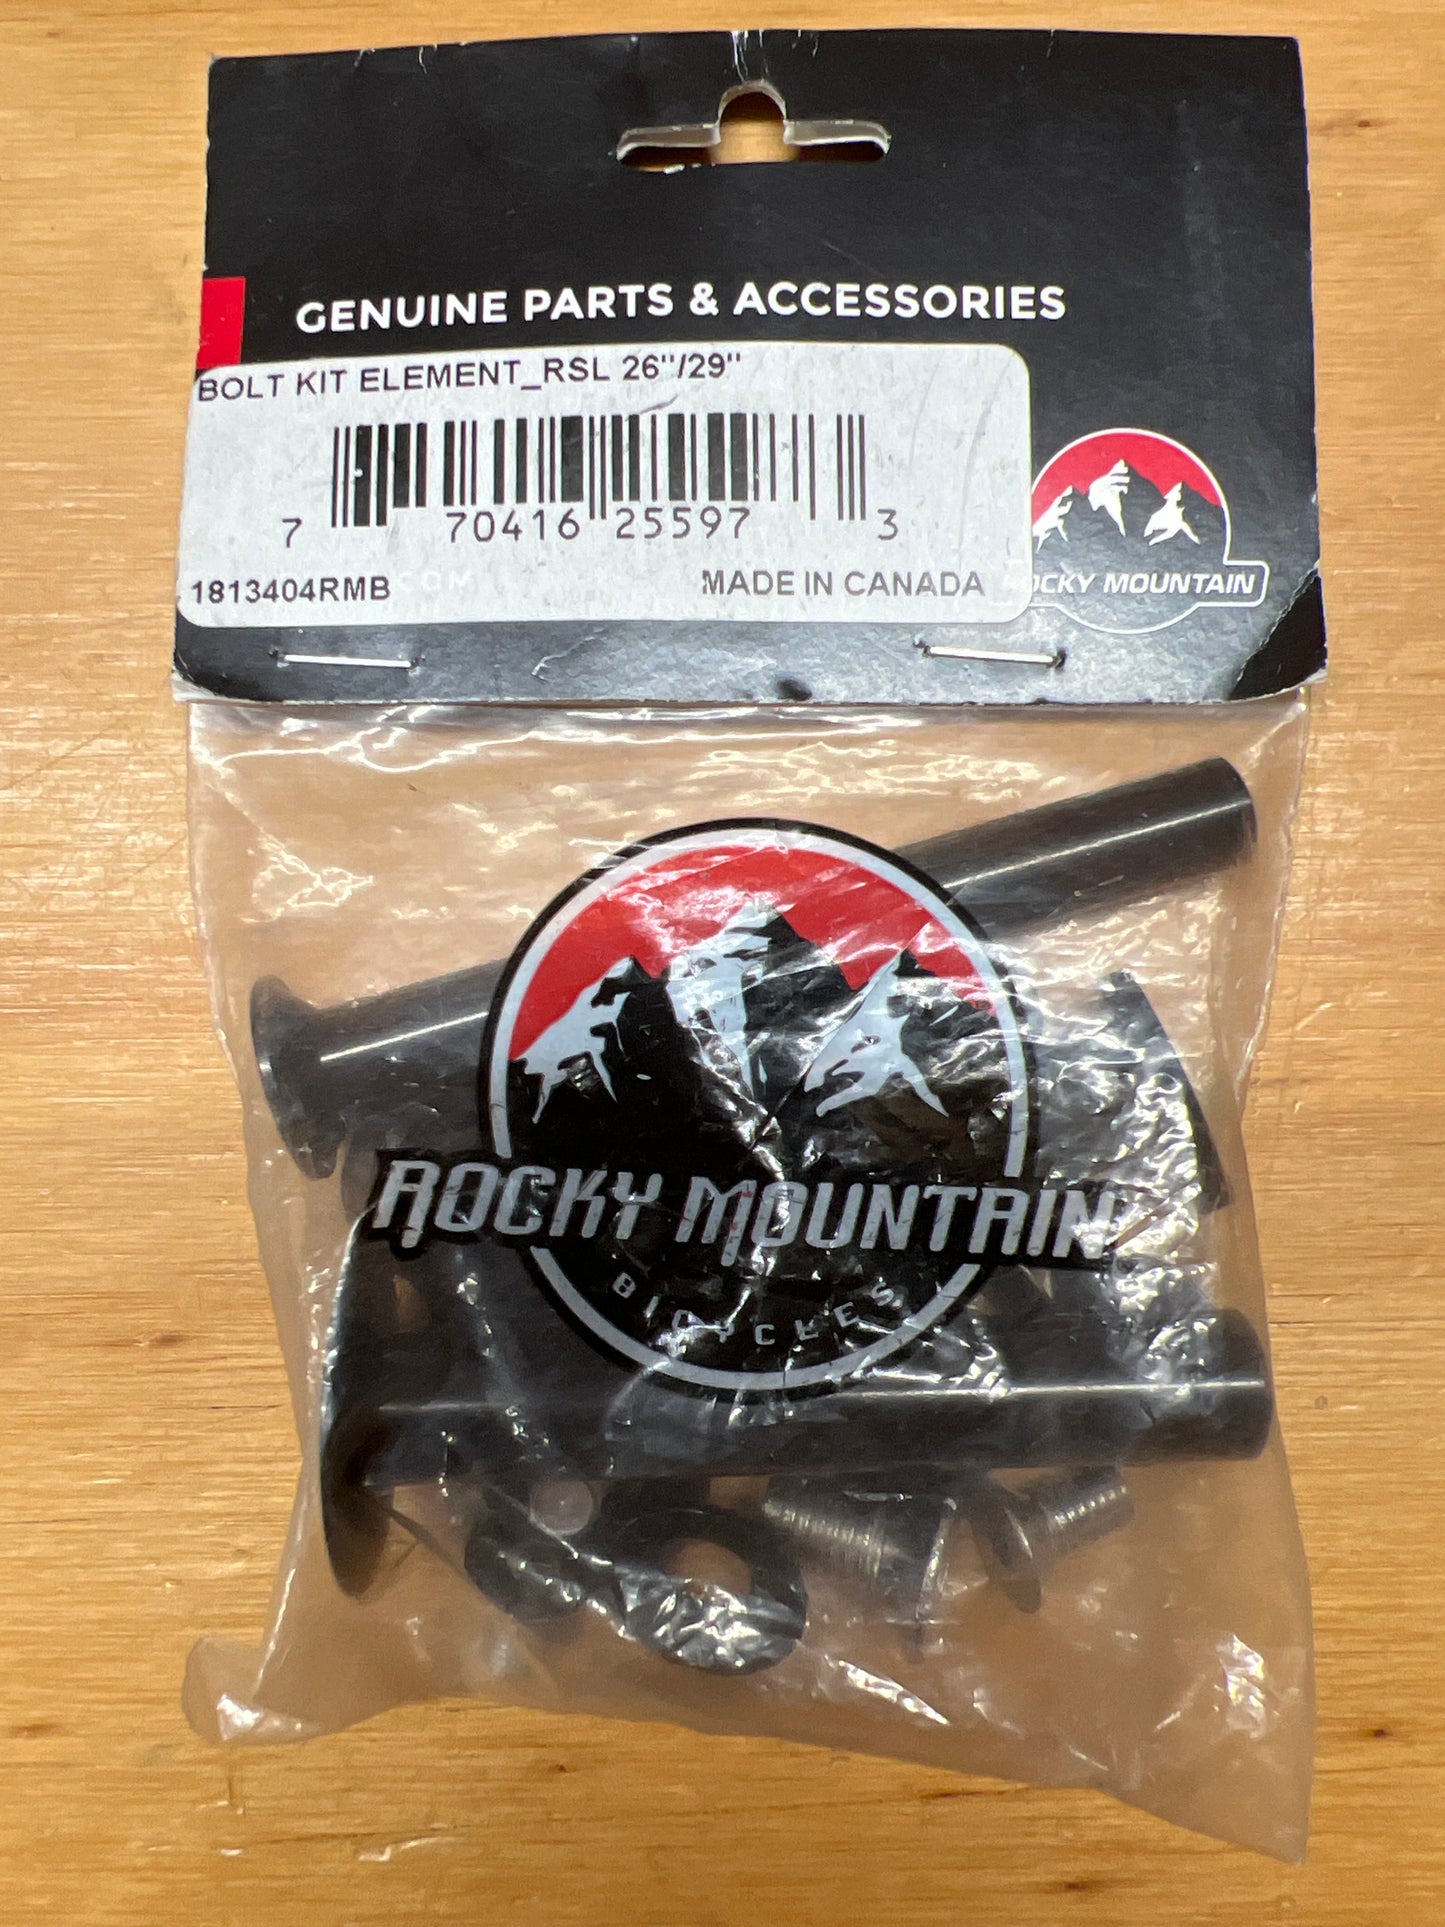 GENUINE PARTS & ACCESSORIES
BOLT KIT ELEMENT_RSL 26"/29"
7 70416 25597 3
1813404RMB
.COM
MADE IN CANADA
ROCKY MOUNTAIN
ROCKY MOUNTAIN
BICYCLES